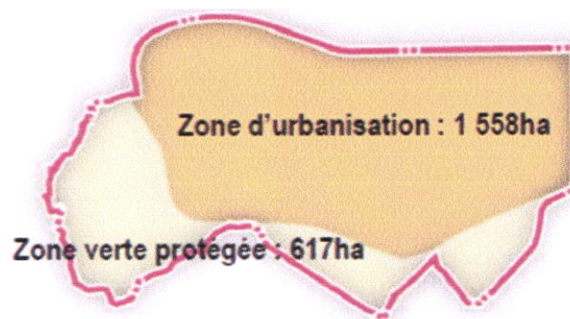 Zone d'urbanisation : 1 558ha
Zone verte protégée : 617ha